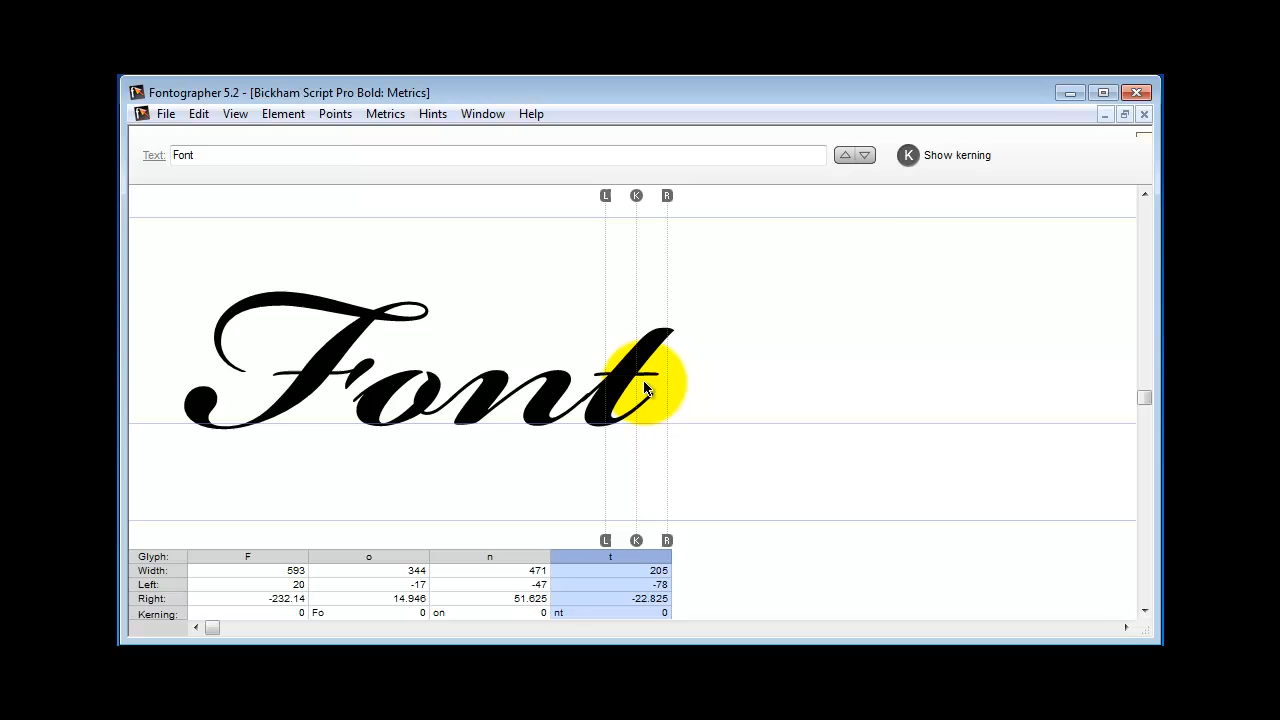 Fontographer 5.2 - [Bickham Script Pro Bold: Metrics]
File Edit View Element Points Metrics Hints Window Help
Text: Font K Show kerning
L K R
Font
L K R
Glyph: F o n t
Width: 593 344 471 205
Left: 20 -17 -47 -78
Right: -232.14 14.946 51.625 -22.825
Kerning: 0 Fo 0 on 0 nt 0